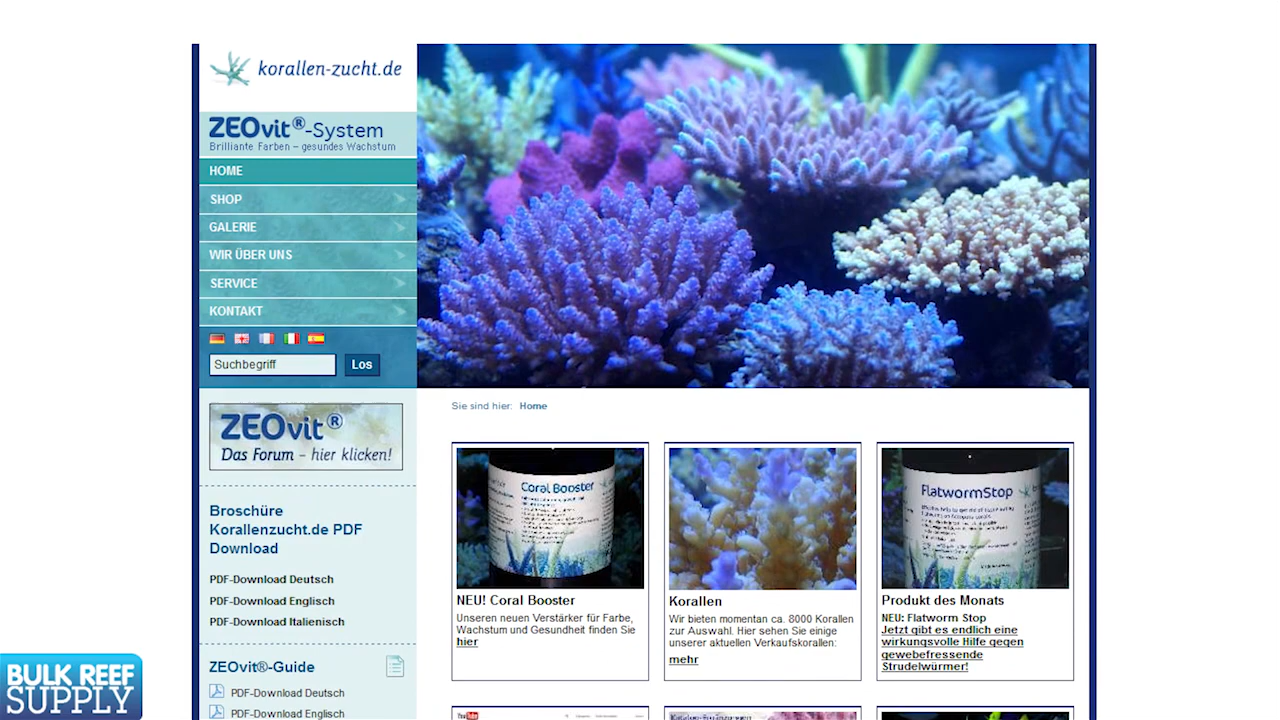 korallen-zucht.de
ZEOvit®-System
Brilliante Farben – gesundes Wachstum
HOME
SHOP
GALERIE
WIR ÜBER UNS
SERVICE
KONTAKT
Suchbegriff
Los
ZEOvit®
Das Forum – hier klicken!
Broschüre
Korallenzucht.de PDF
Download
PDF-Download Deutsch
PDF-Download Englisch
PDF-Download Italienisch
ZEOvit®-Guide
PDF-Download Deutsch
PDF-Download Englisch
Sie sind hier: Home
Coral Booster
NEU! Coral Booster
Unseren neuen Verstärker für Farbe,
Wachstum und Gesundheit finden Sie
hier
Korallen
Wir bieten momentan ca. 8000 Korallen
zur Auswahl. Hier sehen Sie einige
unserer aktuellen Verkaufskorallen:
mehr
FlatwormStop
Produkt des Monats
NEU: Flatworm Stop
Jetzt gibt es endlich eine
wirkungsvolle Hilfe gegen
gewebefressende
Strudelwürmer!
YouTube
BULK REEF
SUPPLY